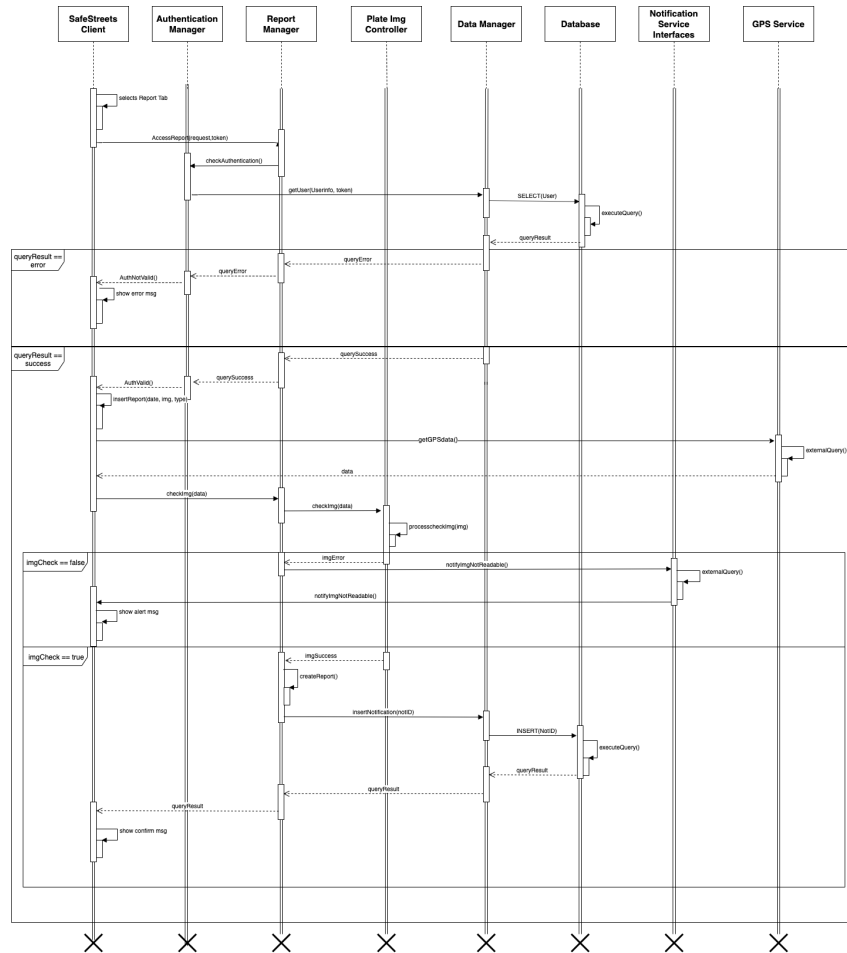 SafeStreets
Client
Authentication
Manager
Report
Manager
Plate Img
Controller
Data Manager
Database
Notification
Service
Interfaces
GPS Service
selects Report Tab
AccessReport(request,token)
checkAuthentication()
getUser(Userinfo, token)
SELECT(User)
executeQuery()
queryResult
queryResult ==
error
queryError
queryError
AuthNotValid()
show error msg
queryResult ==
success
querySuccess
querySuccess
AuthValid()
insertReport(date, img, type)
getGPSdata()
externalQuery()
data
checkImg(data)
checkImg(data)
processcheckImg(img)
imgCheck == false
imgError
notifyImgNotReadable()
externalQuery()
notifyImgNotReadable()
show alert msg
imgCheck == true
imgSuccess
createReport()
insertNotification(notID)
INSERT(NotID)
executeQuery()
queryResult
queryResult
queryResult
show confirm msg